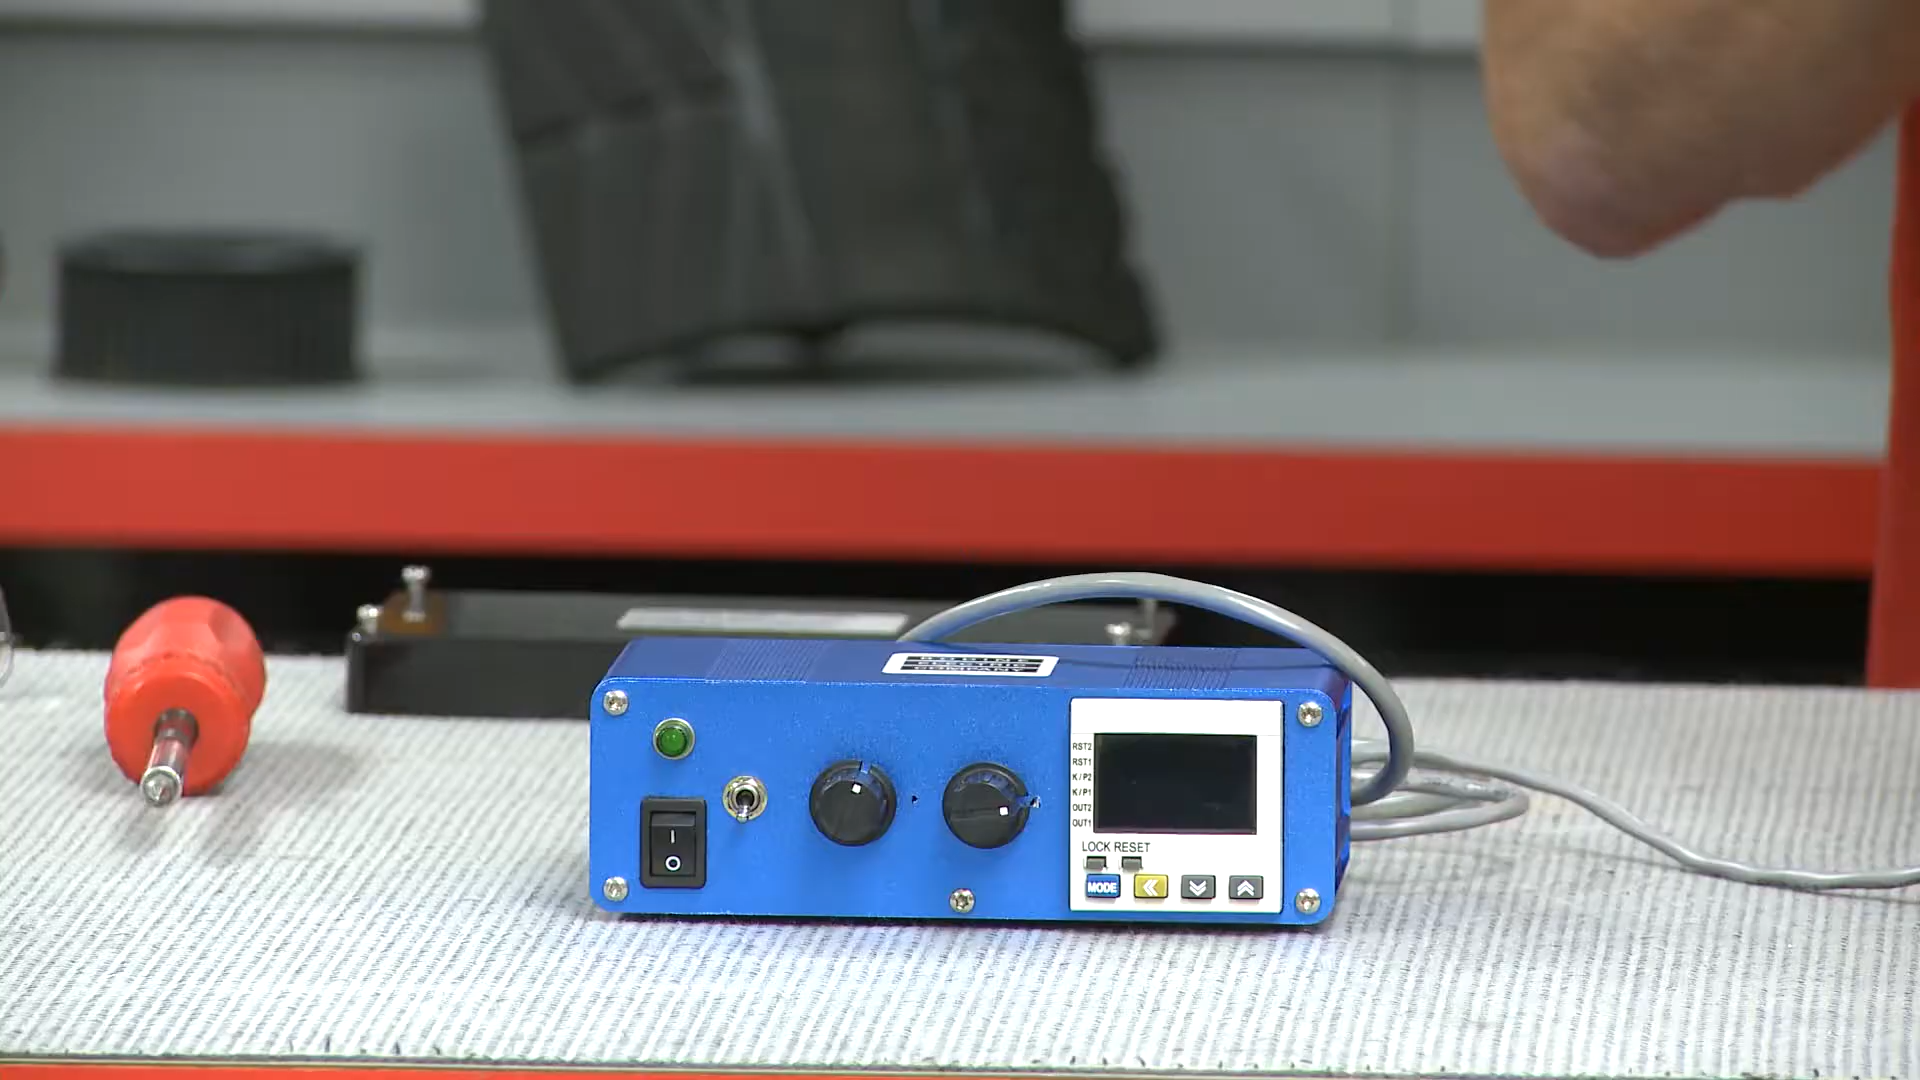 RST2
RST1
K / P2
K / P1
OUT2
OUT1
LOCK RESET
MODE
I
O